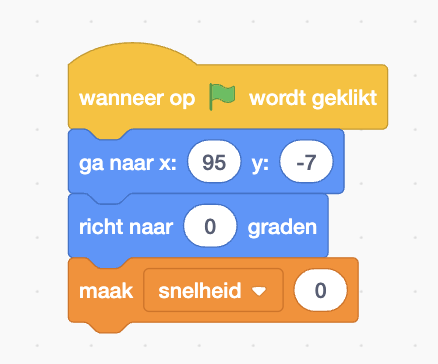 wanneer op wordt geklikt
ga naar x: 95 y: -7
richt naar 0 graden
maak snelheid 0